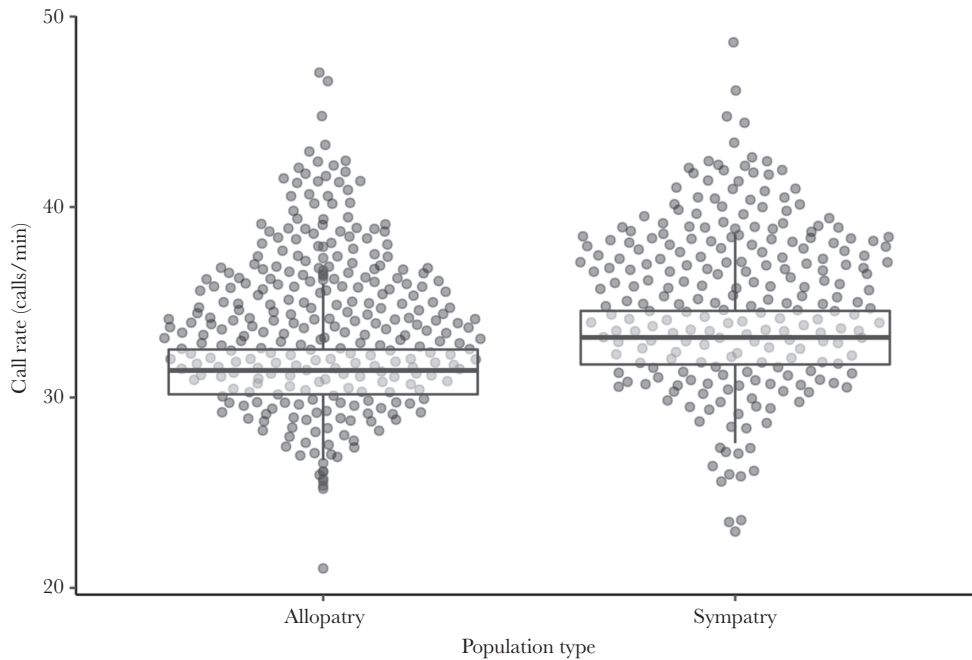 50
40
30
20
Call rate (calls/min)
Allopatry
Sympatry
Population type